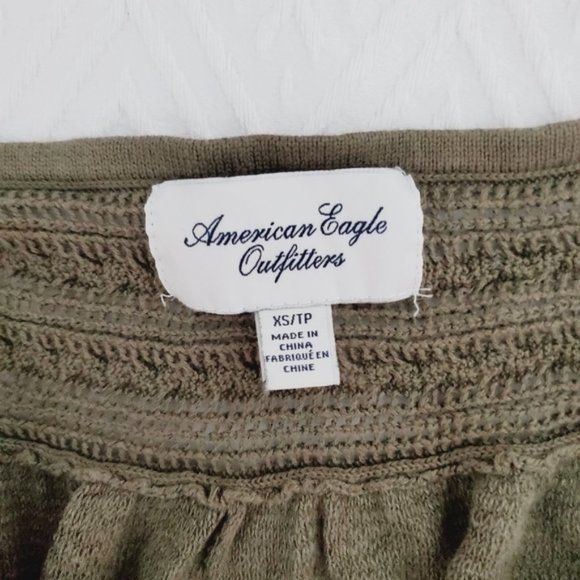 American Eagle
Outfitters
XS/TP
MADE IN
CHINA
FABRIQUÉ EN
CHINE